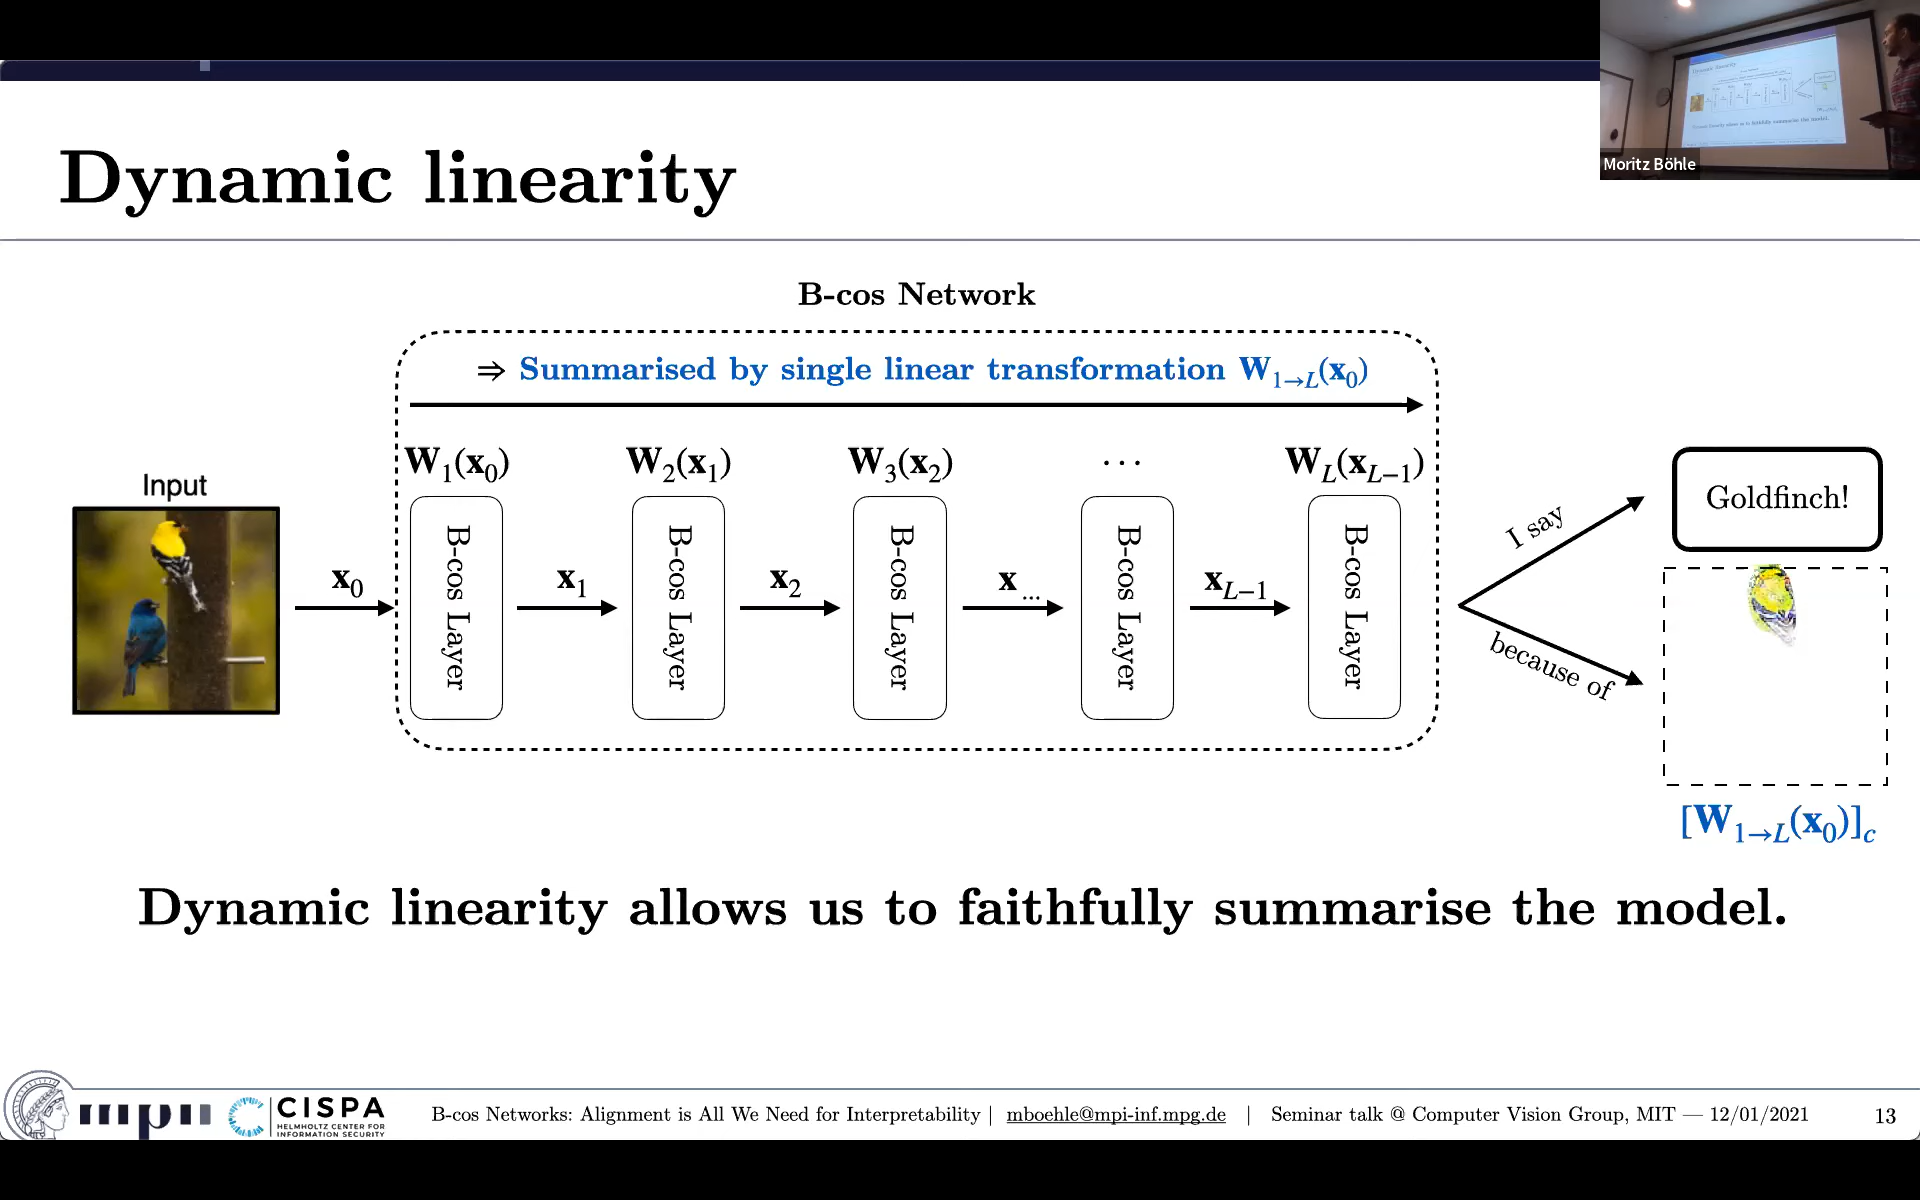 Moritz Böhle
Dynamic linearity
B-cos Network
⇒ Summarised by single linear transformation W1→L(x0)
W1(x0) W2(x1) W3(x2) ... WL(xL−1)
Input
x0 x1 x2 x... xL−1
B-cos Layer
B-cos Layer
B-cos Layer
B-cos Layer
B-cos Layer
I say
Goldfinch!
because of
[W1→L(x0)]c
Dynamic linearity allows us to faithfully summarise the model.
mpii
CISPA
HELMHOLTZ CENTER FOR
INFORMATION SECURITY
B-cos Networks: Alignment is All We Need for Interpretability | mboehle@mpi-inf.mpg.de | Seminar talk @ Computer Vision Group, MIT — 12/01/2021 13